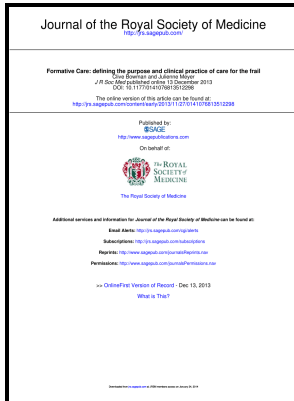 Journal of the Royal Society of Medicine
http://jrs.sagepub.com/
Formative Care: defining the purpose and clinical practice of care for the frail
Clive Bowman and Julienne Meyer
J R Soc Med published online 13 December 2013
DOI: 10.1177/0141076813512298
The online version of this article can be found at:
http://jrs.sagepub.com/content/early/2013/11/27/0141076813512298
Published by:
SAGE
http://www.sagepublications.com
On behalf of:
The ROYAL
SOCIETY of
MEDICINE
The Royal Society of Medicine
Additional services and information for Journal of the Royal Society of Medicine can be found at:
Email Alerts: http://jrs.sagepub.com/cgi/alerts
Subscriptions: http://jrs.sagepub.com/subscriptions
Reprints: http://www.sagepub.com/journalsReprints.nav
Permissions: http://www.sagepub.com/journalsPermissions.nav
>> OnlineFirst Version of Record - Dec 13, 2013
What is This?